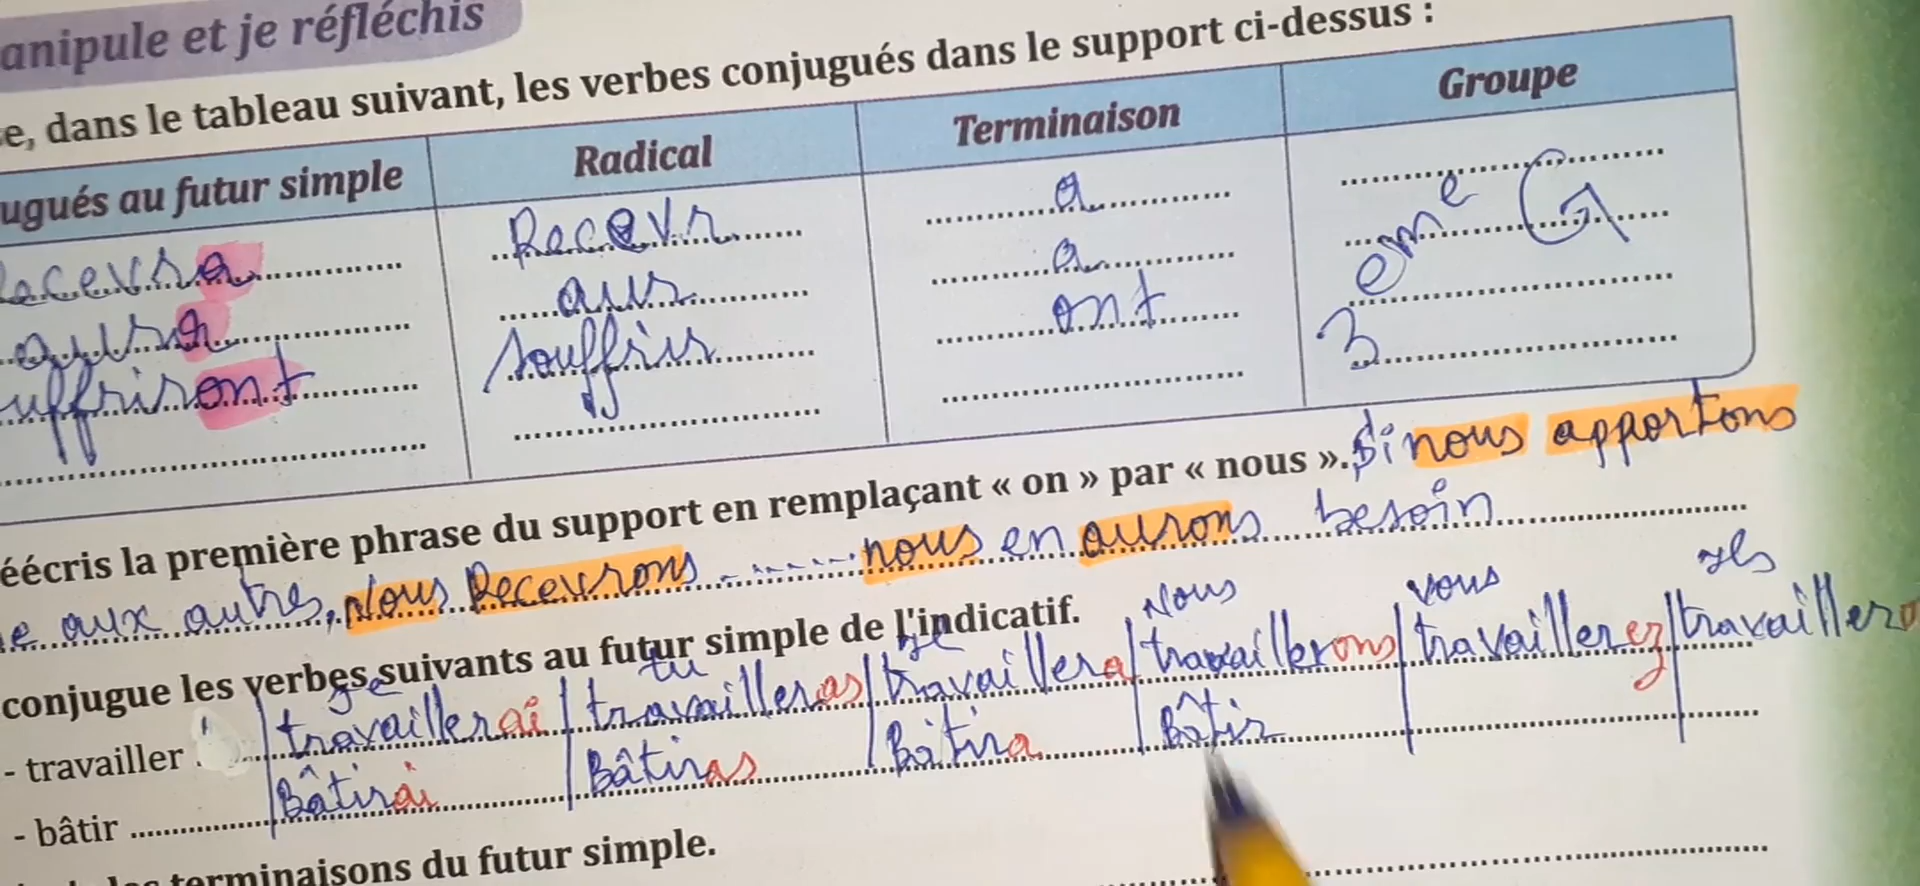 anipule et je réfléchis
e, dans le tableau suivant, les verbes conjugués dans le support ci-dessus :
ugués au futur simple Radical Terminaison Groupe
Recevra Recevr a 3 eme G
aura aur a
uffriront souffrir ont
éécris la première phrase du support en remplaçant « on » par « nous ». Si nous apportons
e aux autres, Nous Recevrons ------- nous en aurons besoin
conjugue les verbes suivants au futur simple de l'indicatif.
je tu Nous vous ils
- travailler travaillerai / travailleras / travaillera / travaillerons / travaillerez / travaillero
- bâtir Bâtirai Bâtiras Bâtira Bâtir
terminaisons du futur simple.